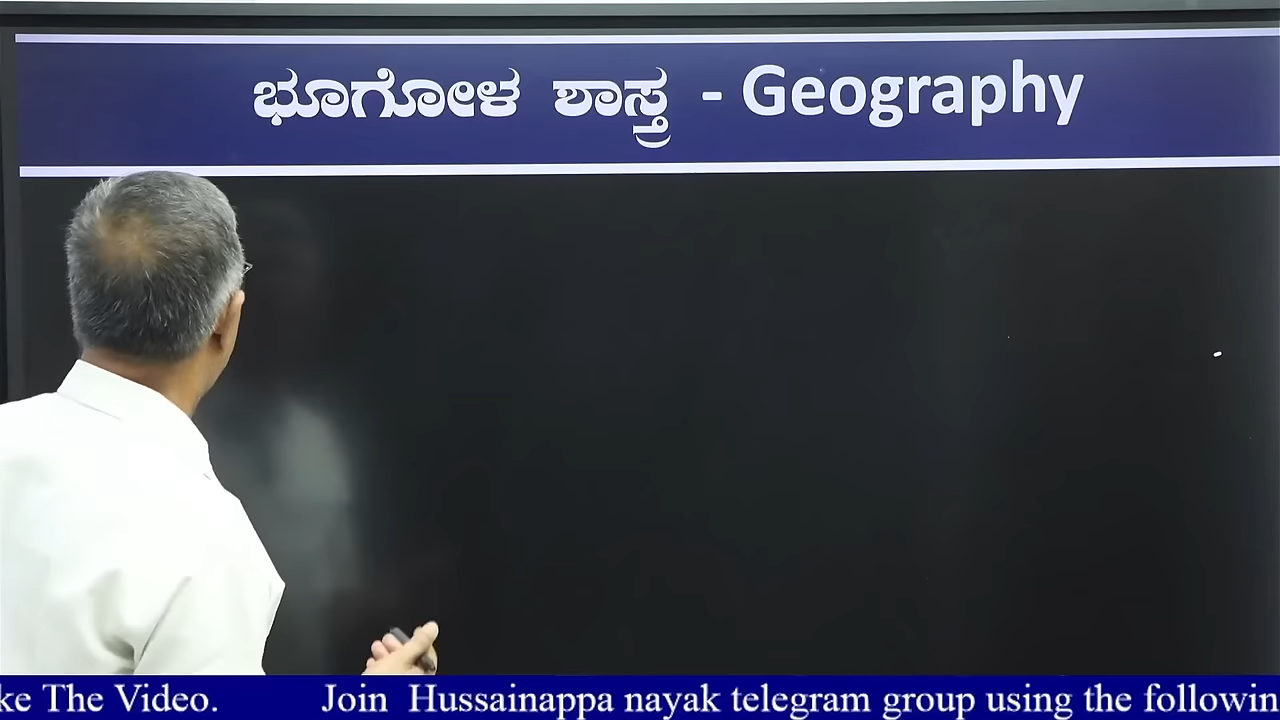 ಭೂಗೋಳ ಶಾಸ್ತ್ರ - Geography
ke The Video. Join Hussainappa nayak telegram group using the followin